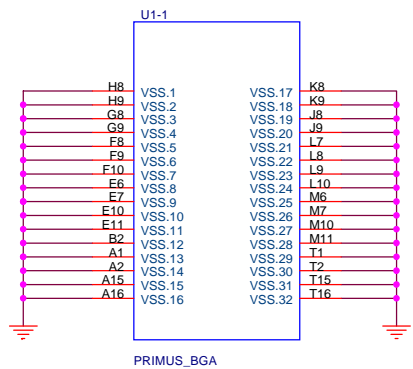 U1-1
H8 VSS.1 VSS.17 K8
H9 VSS.2 VSS.18 K9
G8 VSS.3 VSS.19 J8
G9 VSS.4 VSS.20 J9
F8 VSS.5 VSS.21 L7
F9 VSS.6 VSS.22 L8
F10 VSS.7 VSS.23 L9
E6 VSS.8 VSS.24 L10
E7 VSS.9 VSS.25 M6
E10 VSS.10 VSS.26 M7
E11 VSS.11 VSS.27 M10
B2 VSS.12 VSS.28 M11
A1 VSS.13 VSS.29 T1
A2 VSS.14 VSS.30 T2
A15 VSS.15 VSS.31 T15
A16 VSS.16 VSS.32 T16
PRIMUS_BGA